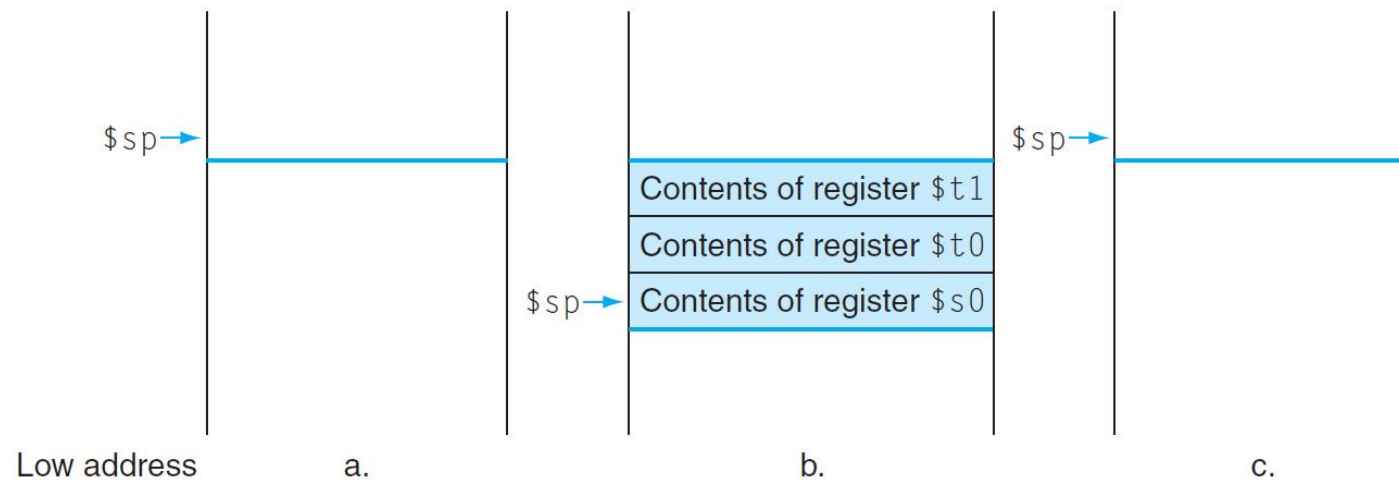 $sp
$sp
Contents of register $t1
Contents of register $t0
$sp
Contents of register $s0
Low address
a.
b.
c.